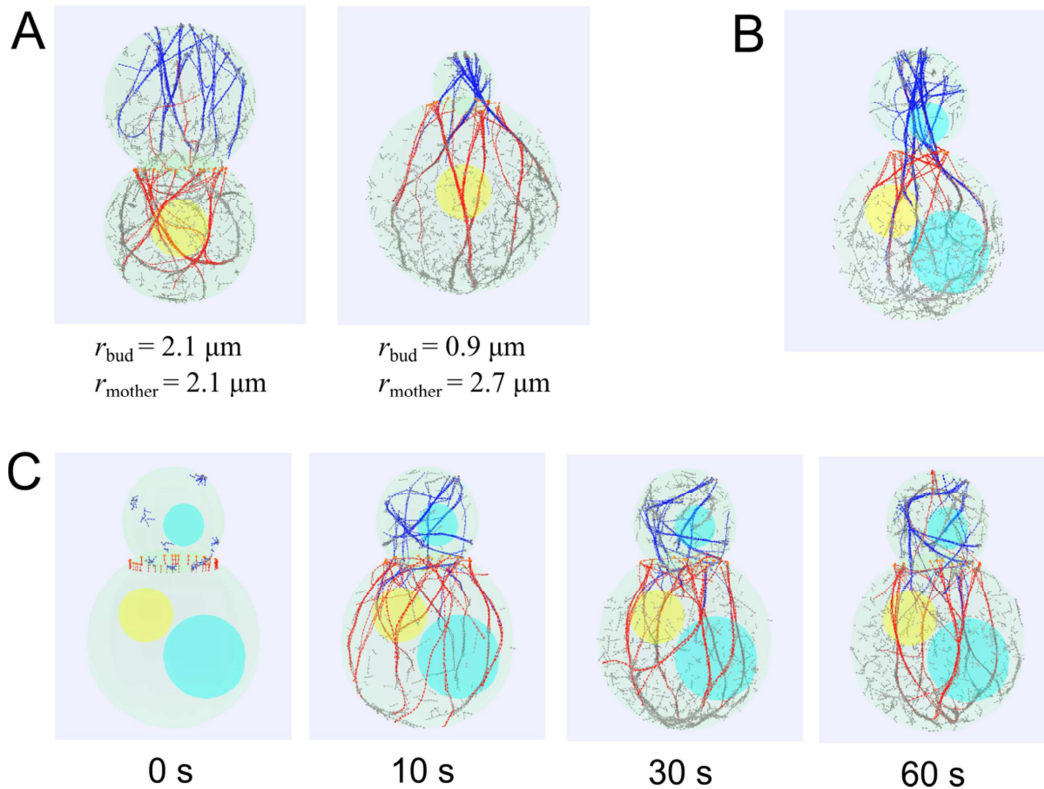 A
B
r_bud = 2.1 μm
r_mother = 2.1 μm
r_bud = 0.9 μm
r_mother = 2.7 μm
C
0 s
10 s
30 s
60 s